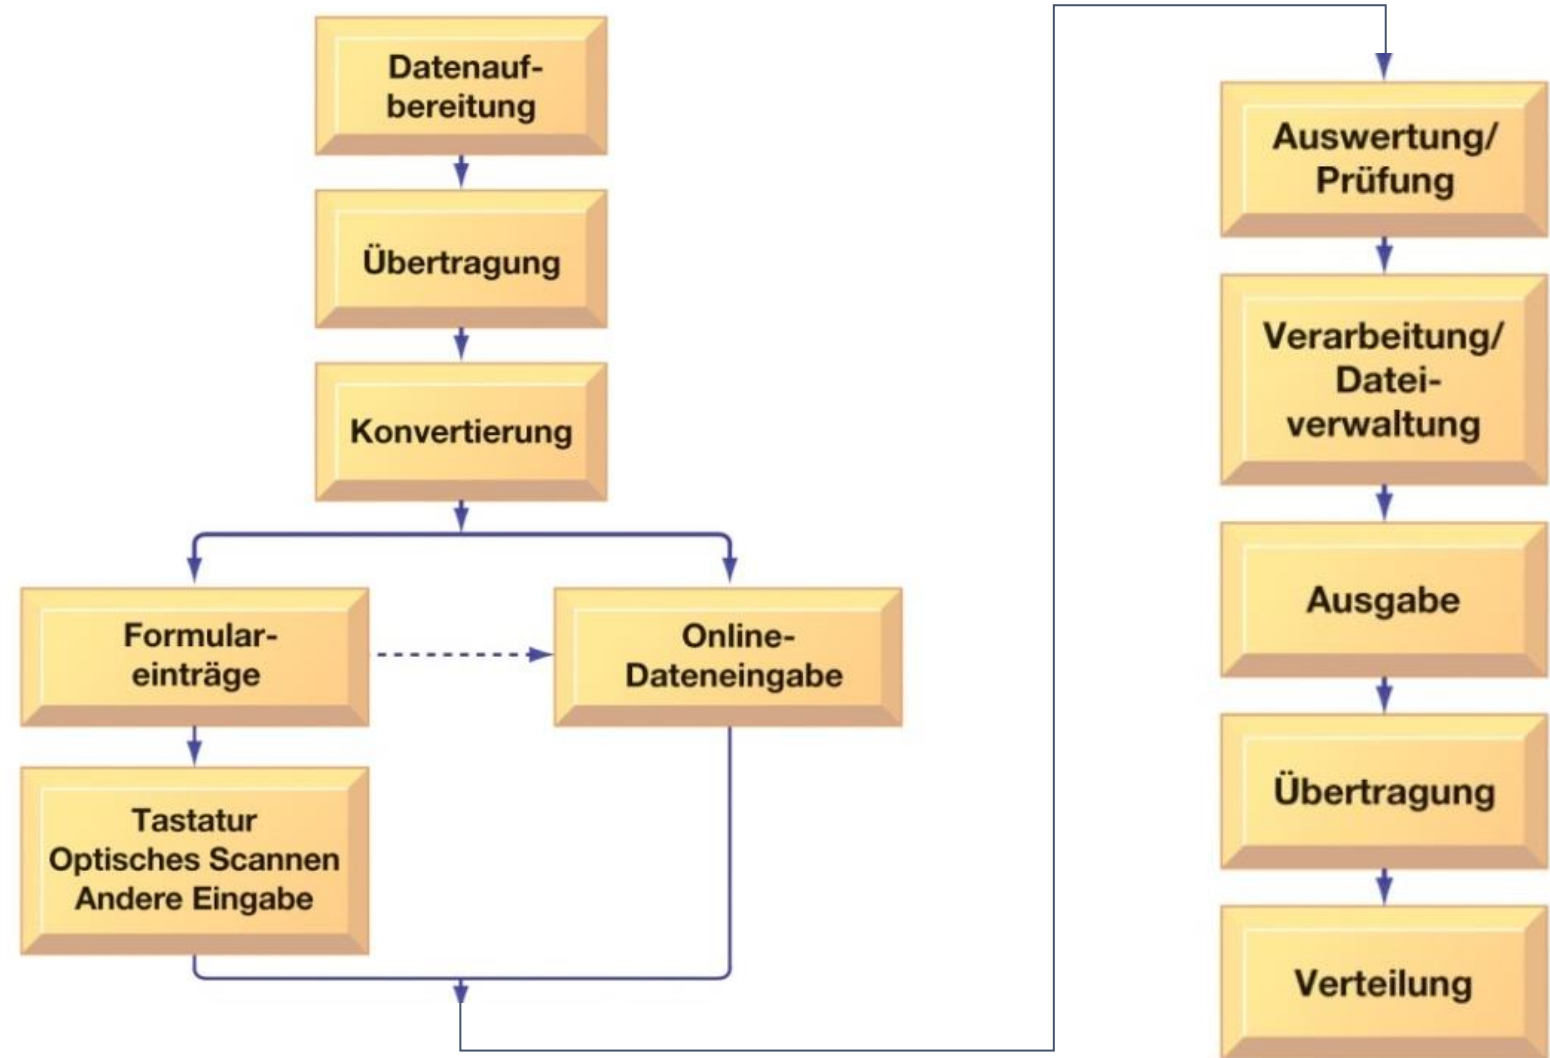 Datenauf-
bereitung
Übertragung
Konvertierung
Formular-
einträge
Online-
Dateneingabe
Tastatur
Optisches Scannen
Andere Eingabe
Auswertung/
Prüfung
Verarbeitung/
Datei-
verwaltung
Ausgabe
Übertragung
Verteilung